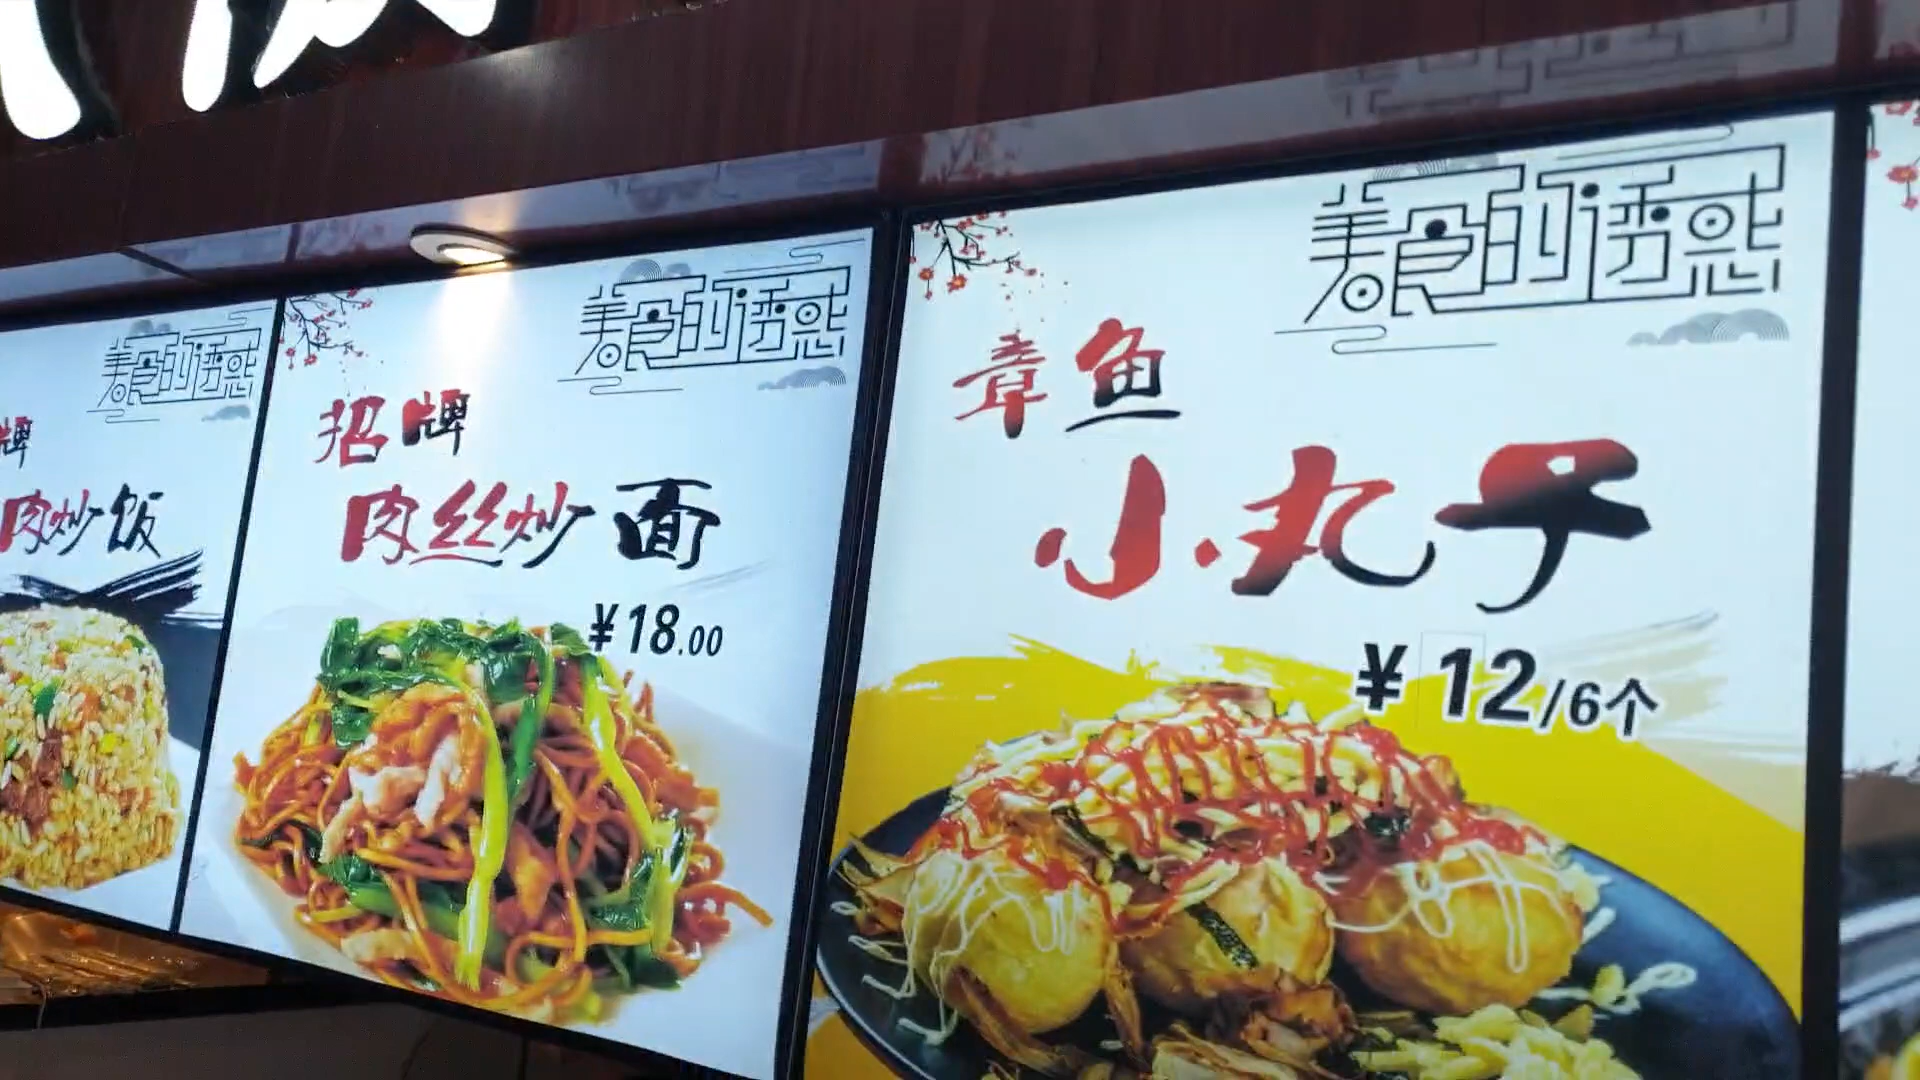 美食的诱惑
牌
肉炒饭
美食的诱惑
招牌
肉丝炒面
¥18.00
美食的诱惑
章鱼
小丸子
¥12/6个